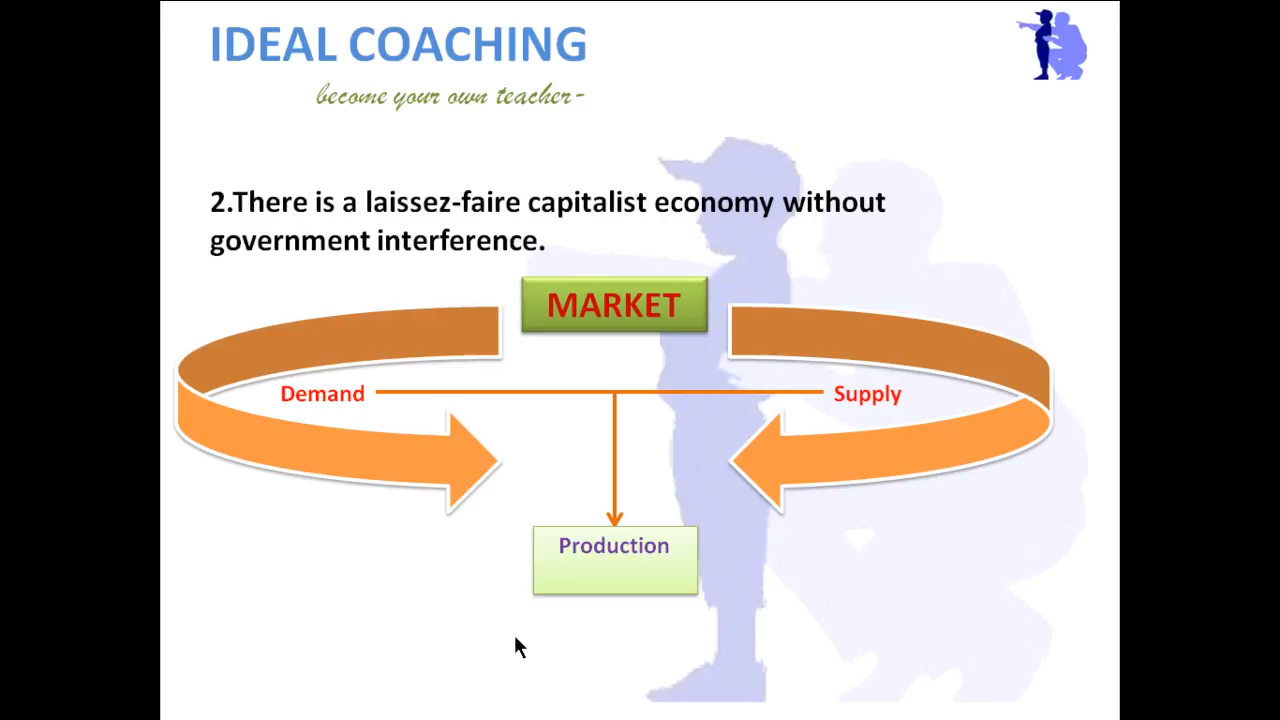 IDEAL COACHING
become your own teacher-
2.There is a laissez-faire capitalist economy without
government interference.
MARKET
Demand
Supply
Production